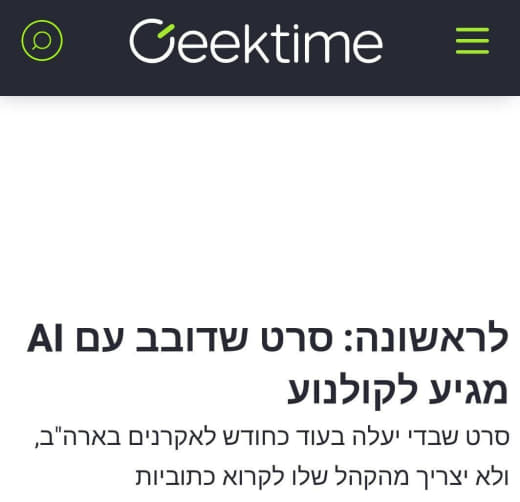 Geektime
לראשונה: סרט שדובב עם AI
מגיע לקולנוע
סרט שבדי יעלה בעוד כחודש לאקרנים בארה"ב,
ולא יצריך מהקהל שלו לקרוא כתוביות